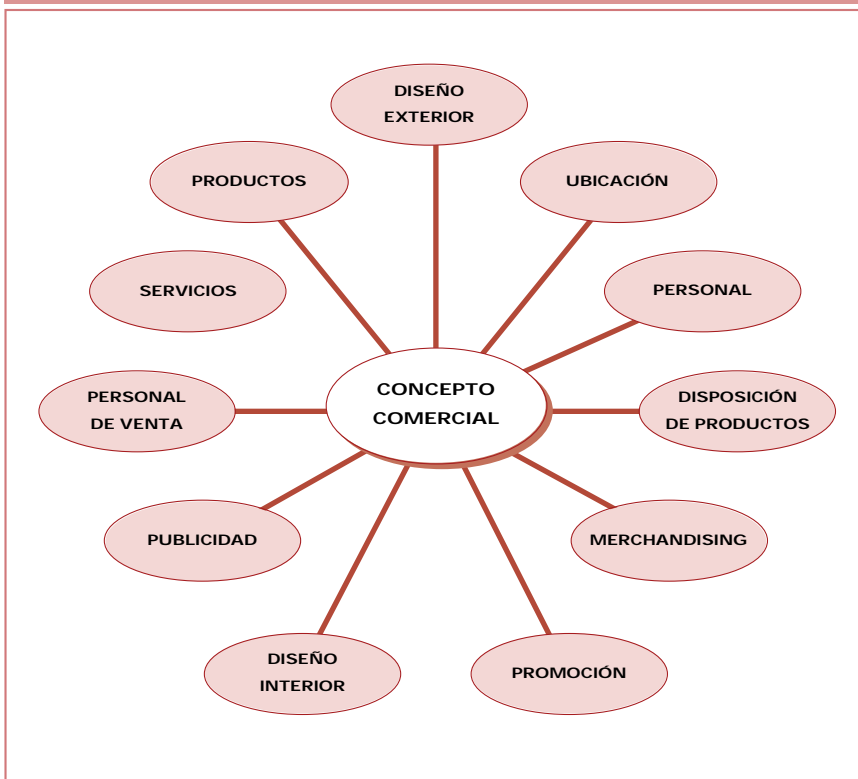 DISEÑO
EXTERIOR
PRODUCTOS
UBICACIÓN
SERVICIOS
PERSONAL
CONCEPTO
COMERCIAL
PERSONAL
DE VENTA
DISPOSICIÓN
DE PRODUCTOS
PUBLICIDAD
MERCHANDISING
DISEÑO
INTERIOR
PROMOCIÓN